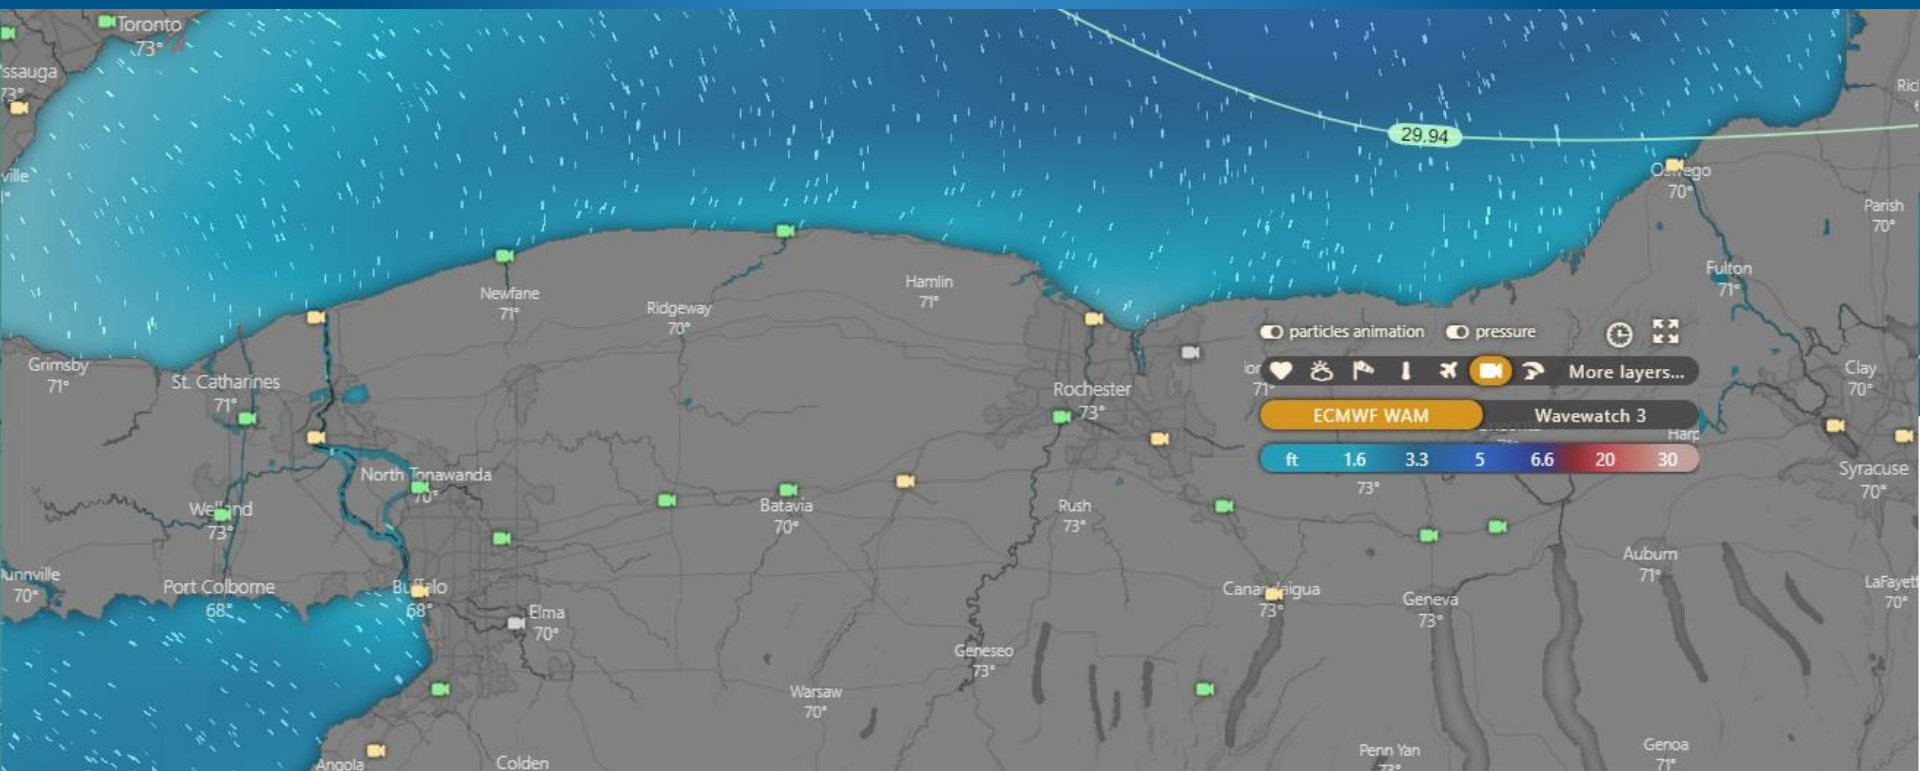 Toronto
73°
ssauga
73°
ville
29.94
70°
Parish
70°
Fulton
71°
Hamlin
71°
Newfane
71°
Ridgeway
70°
Grimsby
71°
St. Catharines
71°
particles animation
pressure
More layers...
71°
Rochester
73°
ECMWF WAM
Wavewatch 3
ft 1.6 3.3 5 6.6 20 30
73°
Clay
70°
Syracuse
70°
North Tonawanda
70°
Welland
73°
Batavia
70°
Rush
73°
Auburn
71°
unnville
70°
Port Colborne
68°
Buffalo
68°
Elma
70°
Canandaigua
73°
Geneva
73°
LaFayett
70°
Geneseo
73°
Warsaw
70°
Angola
Colden
Penn Yan
73°
Genoa
71°